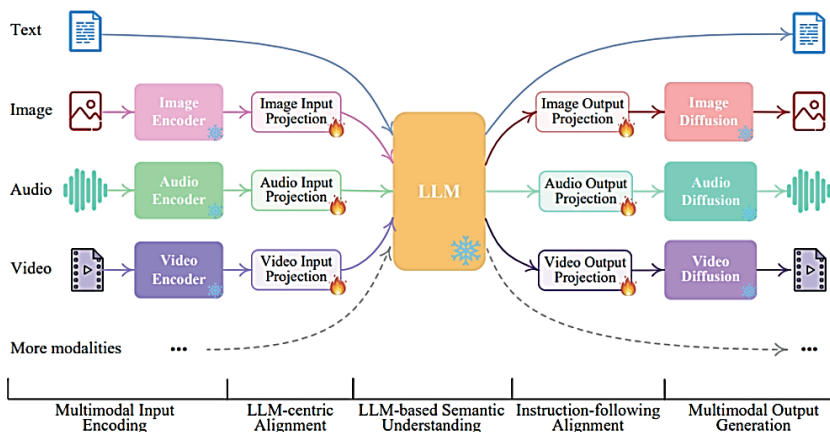 Text
Image
Image
Encoder
Image Input
Projection
Image Output
Projection
Image
Diffusion
Audio
Audio
Encoder
Audio Input
Projection
LLM
Audio Output
Projection
Audio
Diffusion
Video
Video
Encoder
Video Input
Projection
Video Output
Projection
Video
Diffusion
More modalities
...
...
Multimodal Input
Encoding
LLM-centric
Alignment
LLM-based Semantic
Understanding
Instruction-following
Alignment
Multimodal Output
Generation